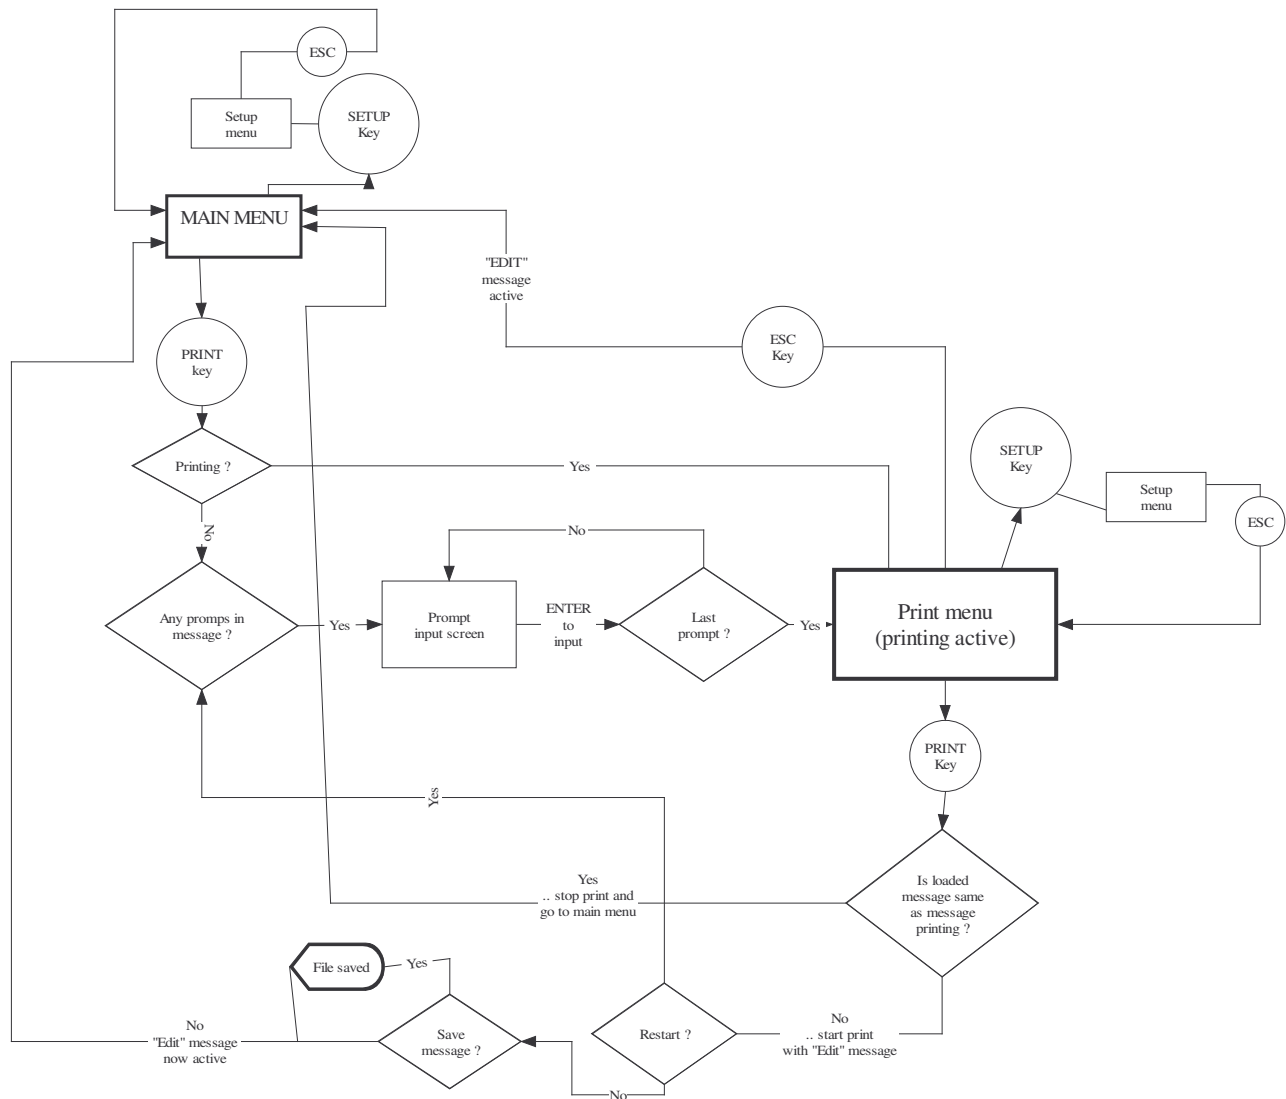 ESC
Setup
menu
SETUP
Key
MAIN MENU
"EDIT"
message
active
ESC
Key
PRINT
key
SETUP
Key
Setup
menu
ESC
Printing ?
Yes
No
No
Any promps in
message ?
Yes
Prompt
input screen
ENTER
to
input
Last
prompt ?
Yes
Print menu
(printing active)
PRINT
Key
Yes
Yes
.. stop print and
go to main menu
Is loaded
message same
as message
printing ?
File saved
Yes
No
"Edit" message
now active
Save
message ?
Restart ?
No
.. start print
with "Edit" message
No